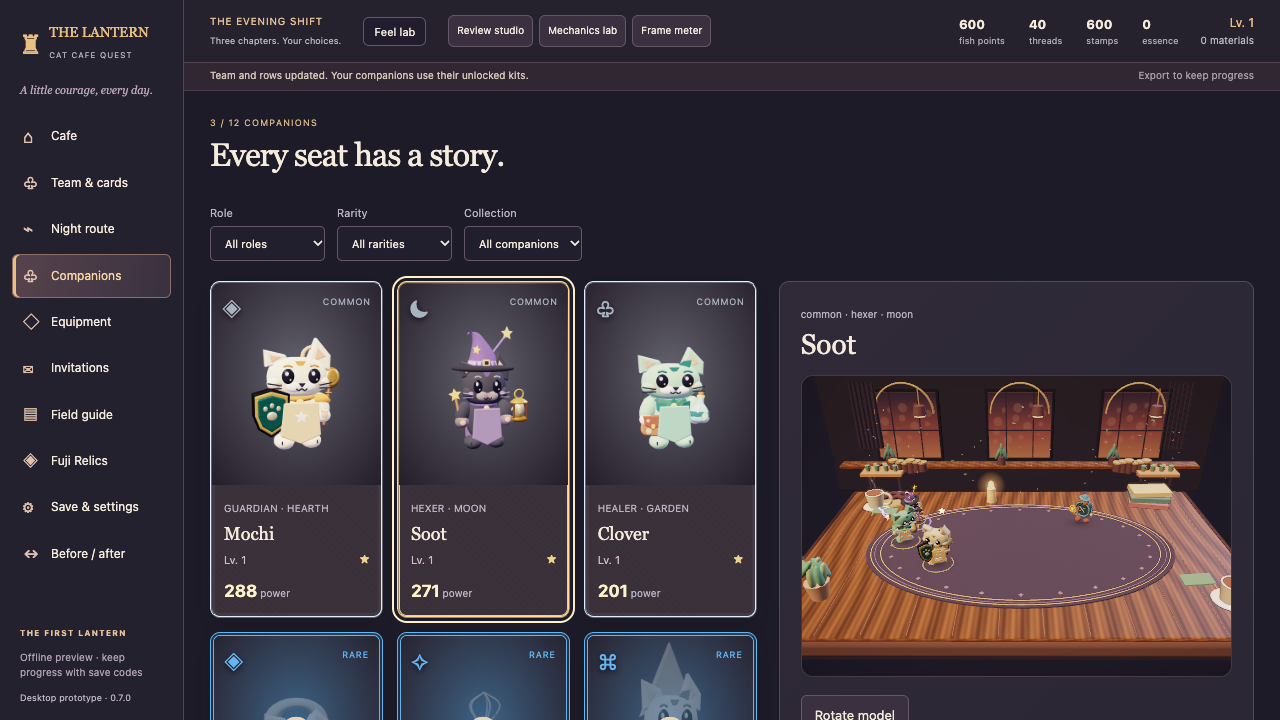 THE LANTERN
CAT CAFE QUEST
A little courage, every day.
Cafe
Team & cards
Night route
Companions
Equipment
Invitations
Field guide
Fuji Relics
Save & settings
Before / after
THE FIRST LANTERN
Offline preview · keep
progress with save codes
Desktop prototype · 0.7.0
THE EVENING SHIFT
Three chapters. Your choices.
Feel lab
Review studio
Mechanics lab
Frame meter
600
fish points
40
threads
600
stamps
0
essence
Lv. 1
0 materials
Team and rows updated. Your companions use their unlocked kits.
Export to keep progress
3 / 12 COMPANIONS
Every seat has a story.
Role
All roles
Rarity
All rarities
Collection
All companions
COMMON
GUARDIAN · HEARTH
Mochi
Lv. 1
288 power
COMMON
HEXER · MOON
Soot
Lv. 1
271 power
COMMON
HEALER · GARDEN
Clover
Lv. 1
201 power
RARE
RARE
RARE
common · hexer · moon
Soot
Rotate model